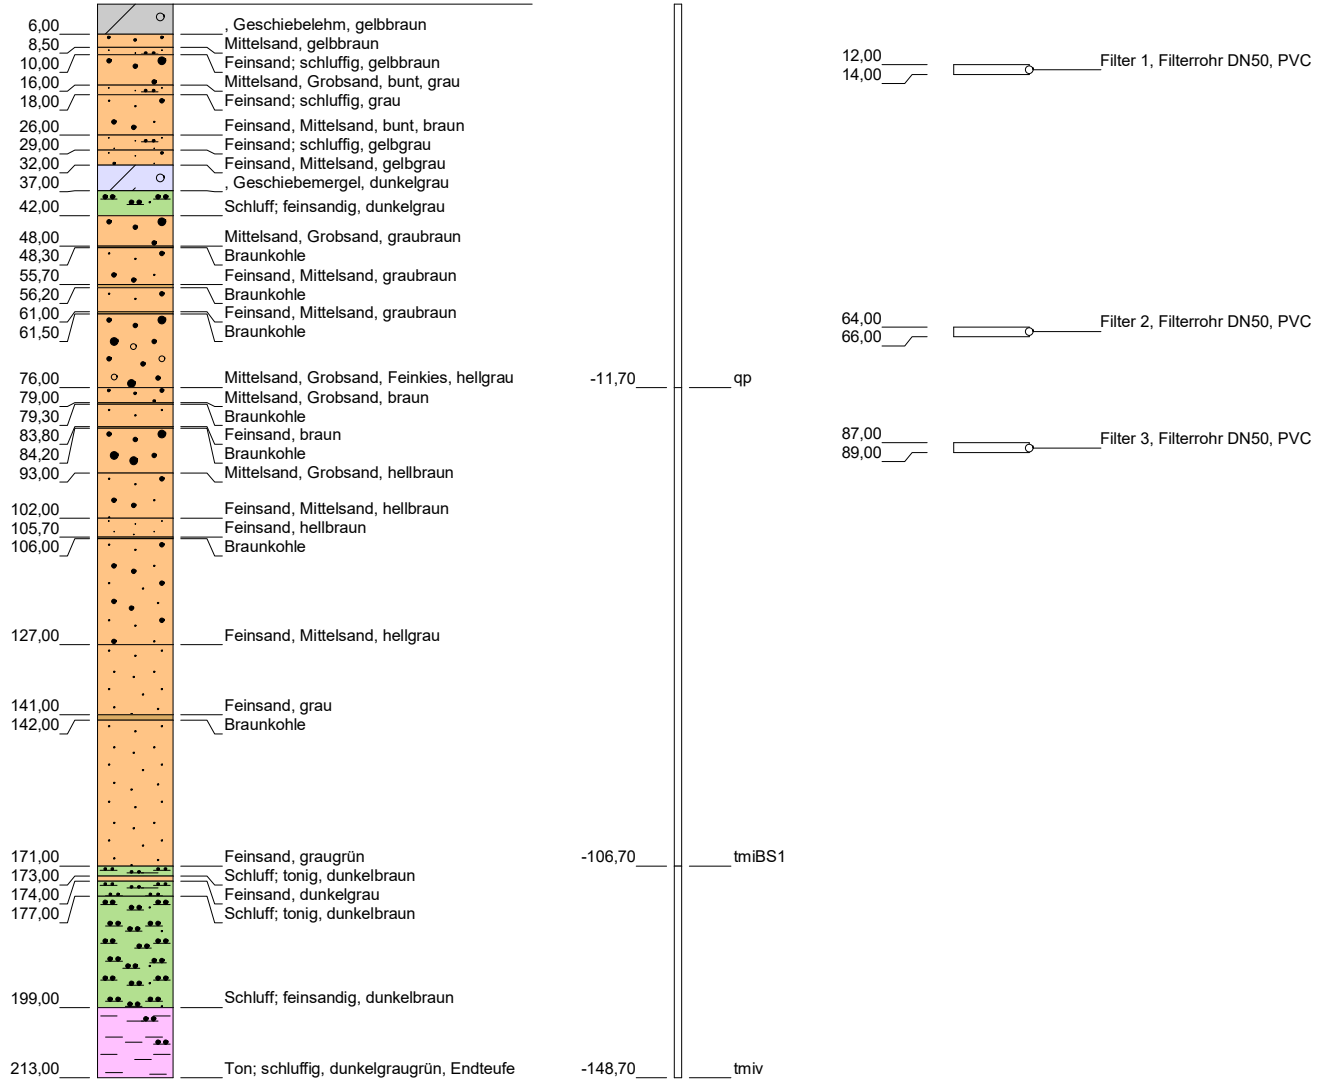 6,00 , Geschiebelehm, gelbbraun
8,50 Mittelsand, gelbbraun
10,00 Feinsand; schluffig, gelbbraun
16,00 Mittelsand, Grobsand, bunt, grau
18,00 Feinsand; schluffig, grau
26,00 Feinsand, Mittelsand, bunt, braun
29,00 Feinsand; schluffig, gelbgrau
32,00 Feinsand, Mittelsand, gelbgrau
37,00 , Geschiebemergel, dunkelgrau
42,00 Schluff; feinsandig, dunkelgrau
48,00 Mittelsand, Grobsand, graubraun
48,30 Braunkohle
55,70 Feinsand, Mittelsand, graubraun
56,20 Braunkohle
61,00 Feinsand, Mittelsand, graubraun
61,50 Braunkohle
76,00 Mittelsand, Grobsand, Feinkies, hellgrau
79,00 Mittelsand, Grobsand, braun
79,30 Braunkohle
83,80 Feinsand, braun
84,20 Braunkohle
93,00 Mittelsand, Grobsand, hellbraun
102,00 Feinsand, Mittelsand, hellbraun
105,70 Feinsand, hellbraun
106,00 Braunkohle
127,00 Feinsand, Mittelsand, hellgrau
141,00 Feinsand, grau
142,00 Braunkohle
171,00 Feinsand, graugrün
173,00 Schluff; tonig, dunkelbraun
174,00 Feinsand, dunkelgrau
177,00 Schluff; tonig, dunkelbraun
199,00 Schluff; feinsandig, dunkelbraun
213,00 Ton; schluffig, dunkelgraugrün, Endteufe
-11,70 qp
-106,70 tmiBS1
-148,70 tmiv
12,00 Filter 1, Filterrohr DN50, PVC
14,00
64,00 Filter 2, Filterrohr DN50, PVC
66,00
87,00 Filter 3, Filterrohr DN50, PVC
89,00